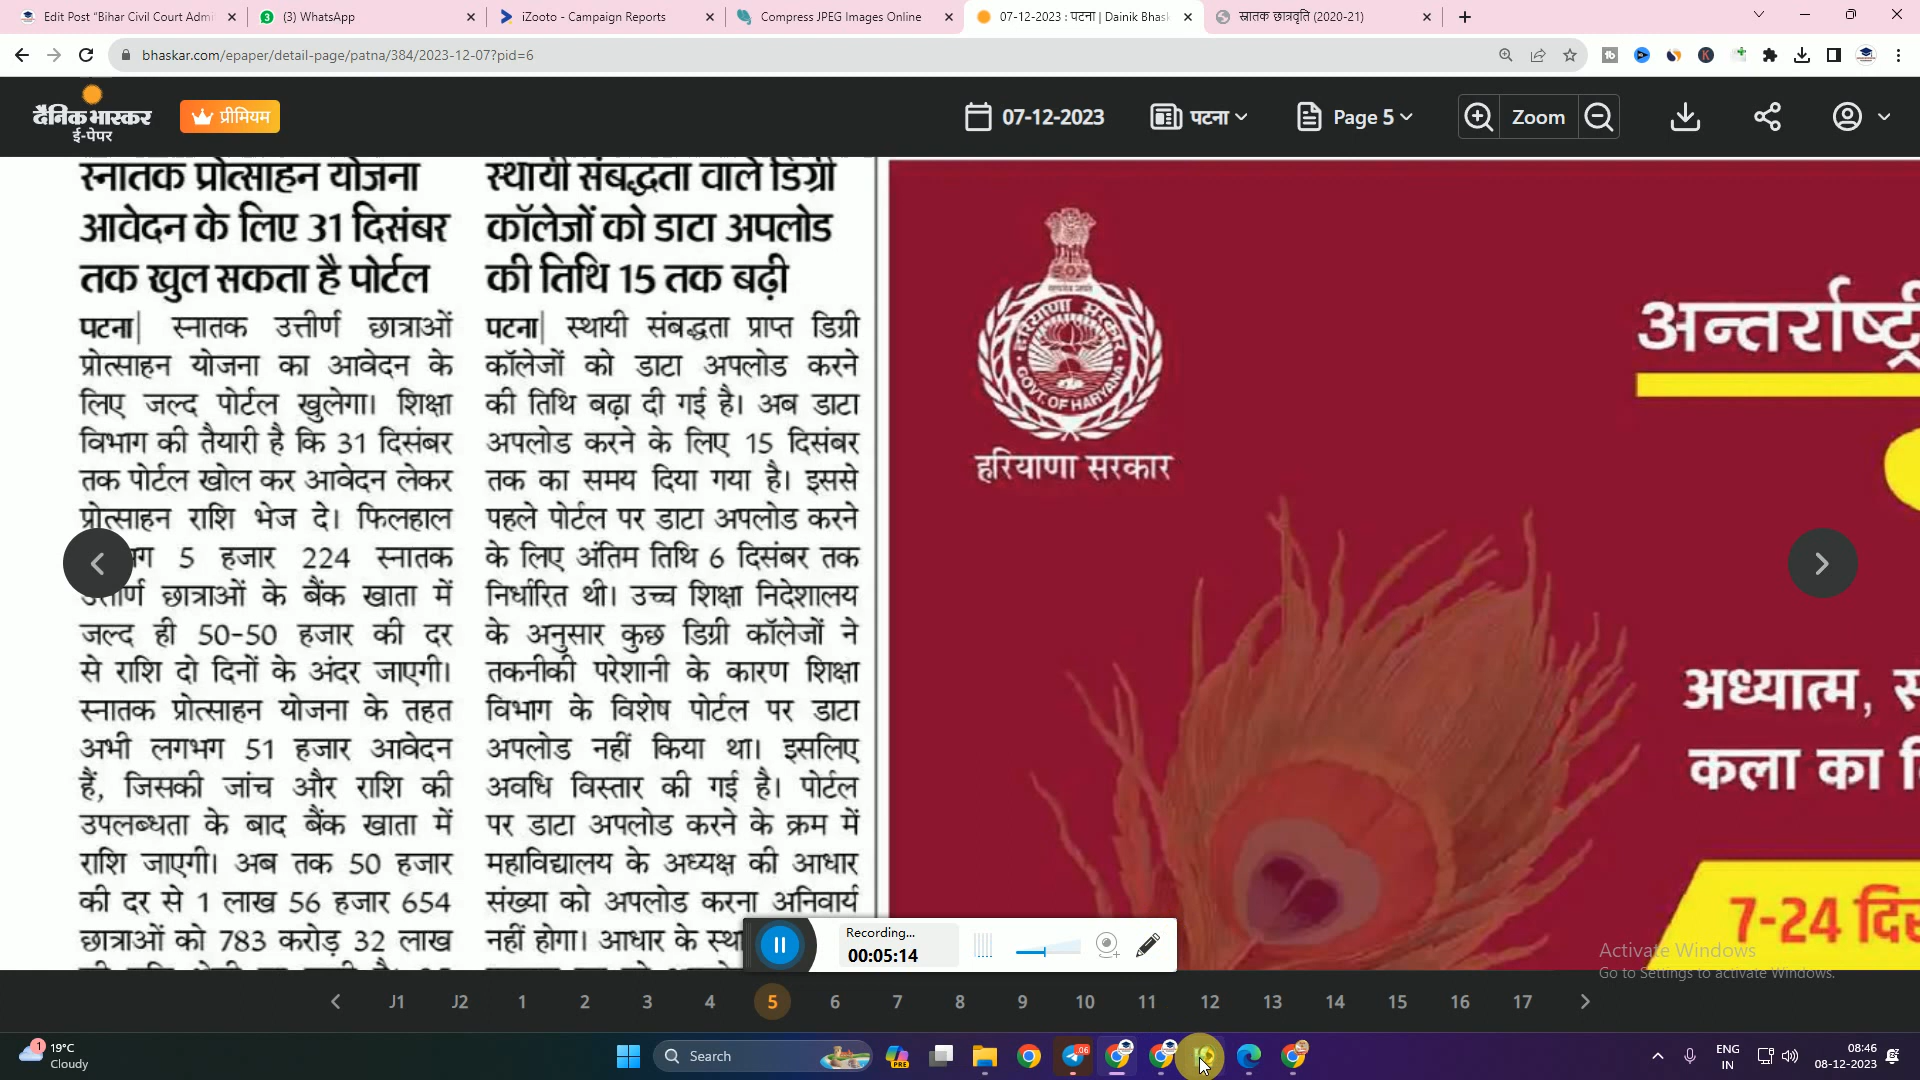 Edit Post "Bihar Civil Court Adm
(3) WhatsApp
iZooto - Campaign Reports
Compress JPEG Images Online
07-12-2023 : पटना | Dainik Bhask
स्नातक छात्रवृति (2020-21)
bhaskar.com/epaper/detail-page/patna/384/2023-12-07?pid=6
दैनिक भास्कर
ई-पेपर
प्रीमियम
07-12-2023
पटना
Page 5
Zoom
स्नातक प्रोत्साहन योजना
आवेदन के लिए 31 दिसंबर
तक खुल सकता है पोर्टल
पटना| स्नातक उत्तीर्ण छात्राओं
प्रोत्साहन योजना का आवेदन के
लिए जल्द पोर्टल खुलेगा। शिक्षा
विभाग की तैयारी है कि 31 दिसंबर
तक पोर्टल खोल कर आवेदन लेकर
प्रोत्साहन राशि भेज दे। फिलहाल
5 हजार 224 स्नातक
छात्राओं के बैंक खाता में
जल्द ही 50-50 हजार की दर
से राशि दो दिनों के अंदर जाएगी।
स्नातक प्रोत्साहन योजना के तहत
अभी लगभग 51 हजार आवेदन
हैं, जिसकी जांच और राशि की
उपलब्धता के बाद बैंक खाता में
राशि जाएगी। अब तक 50 हजार
की दर से 1 लाख 56 हजार 654
छात्राओं को 783 करोड़ 32 लाख
स्थायी संबद्धता वाले डिग्री
कॉलेजों को डाटा अपलोड
की तिथि 15 तक बढ़ी
पटना| स्थायी संबद्धता प्राप्त डिग्री
कॉलेजों को डाटा अपलोड करने
की तिथि बढ़ा दी गई है। अब डाटा
अपलोड करने के लिए 15 दिसंबर
तक का समय दिया गया है। इससे
पहले पोर्टल पर डाटा अपलोड करने
के लिए अंतिम तिथि 6 दिसंबर तक
निर्धारित थी। उच्च शिक्षा निदेशालय
के अनुसार कुछ डिग्री कॉलेजों ने
तकनीकी परेशानी के कारण शिक्षा
विभाग के विशेष पोर्टल पर डाटा
अपलोड नहीं किया था। इसलिए
अवधि विस्तार की गई है। पोर्टल
पर डाटा अपलोड करने के क्रम में
महाविद्यालय के अध्यक्ष की आधार
संख्या को अपलोड करना अनिवार्य
नहीं होगा। आधार के स्था
हरियाणा सरकार
GOVT. OF HARYANA
हरियाणा सरकार
अन्तर्राष्ट्री
अध्यात्म, स
कला का
7-24 दिस
Recording...
00:05:14
Activate Windows
Go to Settings to activate Windows.
J1 J2 1 2 3 4 5 6 7 8 9 10 11 12 13 14 15 16 17
1
19°C
Cloudy
Search
PRE
06
ENG
IN
08:46
08-12-2023